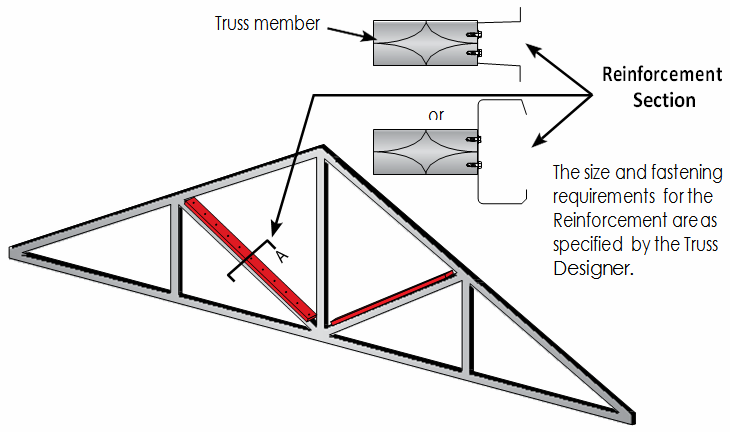 Truss member
Reinforcement
Section
or
The size and fastening
requirements for the
Reinforcement are as
specified by the Truss
Designer.
A